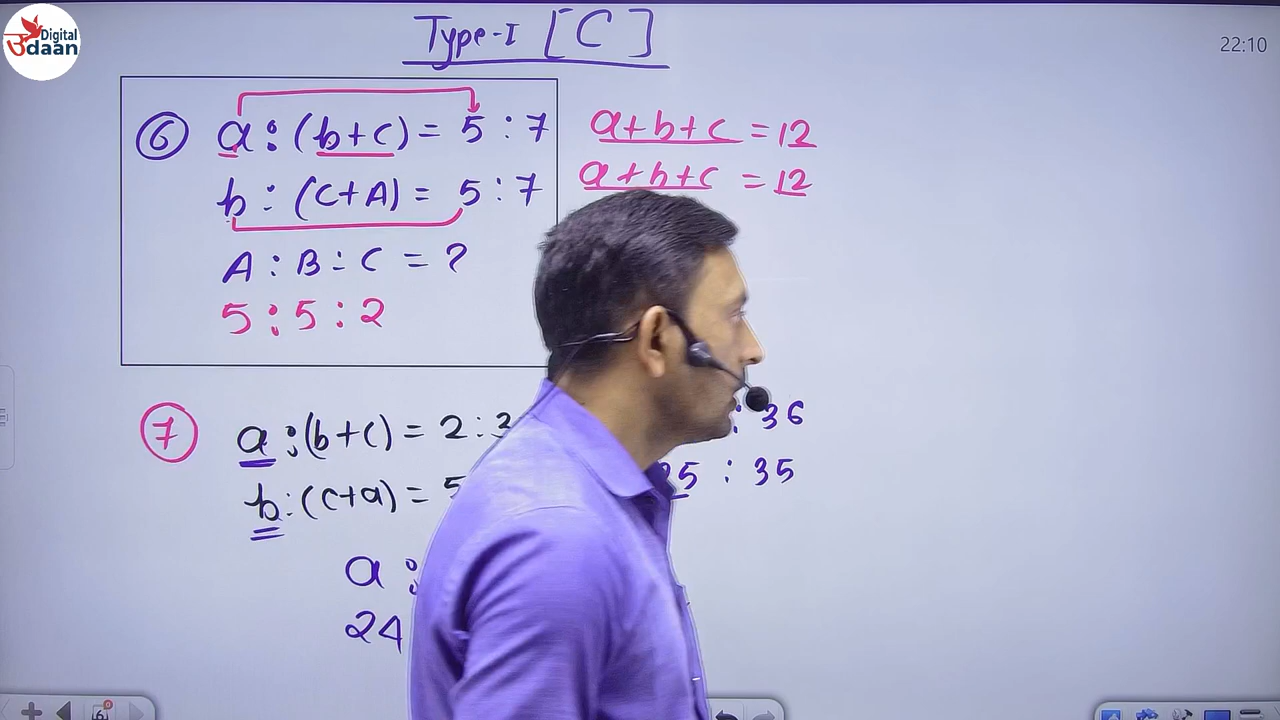 Digital
उdaan
Type-I [C]
22:10
6 a : (b+c) = 5 : 7
a+b+c = 12
b : (C+A) = 5 : 7
a+b+c = 12
A : B : C = ?
5 : 5 : 2
7 a : (b+c) = 2 : 3
: 36
b : (c+a) = 5
25 : 35
a :
24